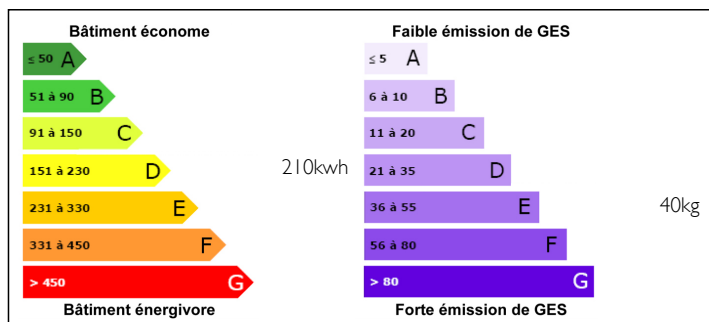 Bâtiment économe
≤ 50 A
51 à 90 B
91 à 150 C
151 à 230 D
210kwh
231 à 330 E
331 à 450 F
> 450 G
Bâtiment énergivore
Faible émission de GES
≤ 5 A
6 à 10 B
11 à 20 C
21 à 35 D
36 à 55 E
40kg
56 à 80 F
> 80 G
Forte émission de GES